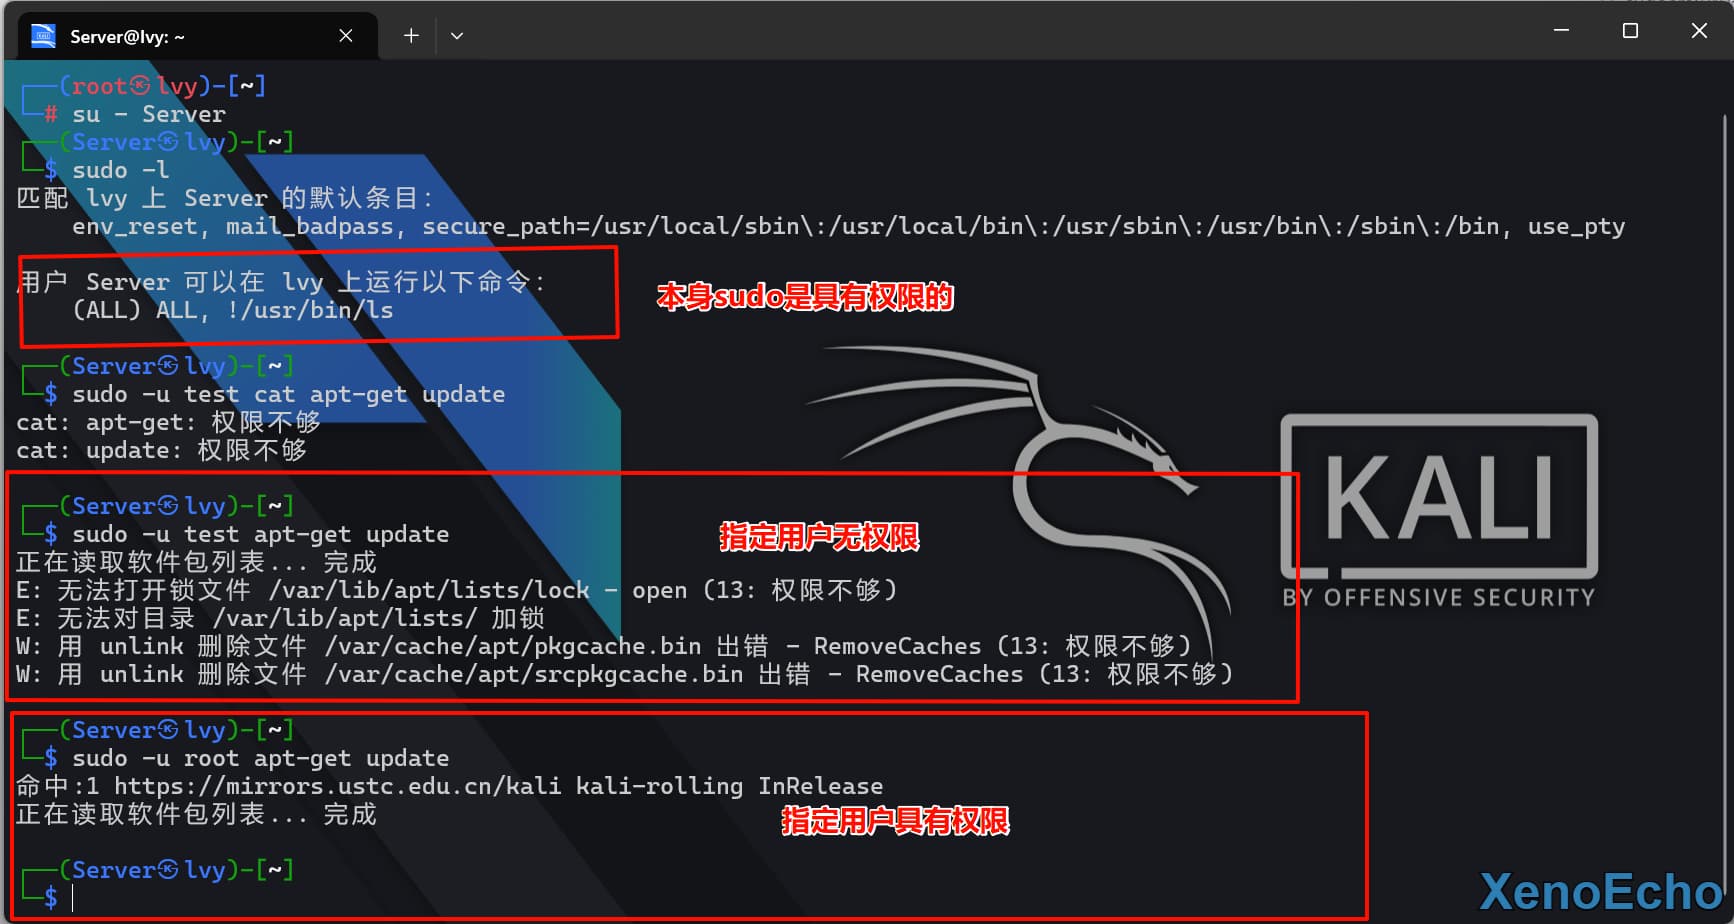 Server@lvy: ~
(root㉿lvy)-[~]
# su - Server
(Server㉿lvy)-[~]
$ sudo -l
匹配 lvy 上 Server 的默认条目：
env_reset, mail_badpass, secure_path=/usr/local/sbin\:/usr/local/bin\:/usr/sbin\:/usr/bin\:/sbin\:/bin, use_pty
用户 Server 可以在 lvy 上运行以下命令：
(ALL) ALL, !/usr/bin/ls
本身sudo是具有权限的
(Server㉿lvy)-[~]
$ sudo -u test cat apt-get update
cat: apt-get: 权限不够
cat: update: 权限不够
(Server㉿lvy)-[~]
$ sudo -u test apt-get update
指定用户无权限
正在读取软件包列表... 完成
E: 无法打开锁文件 /var/lib/apt/lists/lock - open (13: 权限不够)
E: 无法对目录 /var/lib/apt/lists/ 加锁
W: 用 unlink 删除文件 /var/cache/apt/pkgcache.bin 出错 - RemoveCaches (13: 权限不够)
W: 用 unlink 删除文件 /var/cache/apt/srcpkgcache.bin 出错 - RemoveCaches (13: 权限不够)
KALI
BY OFFENSIVE SECURITY
(Server㉿lvy)-[~]
$ sudo -u root apt-get update
命中:1 https://mirrors.ustc.edu.cn/kali kali-rolling InRelease
正在读取软件包列表... 完成
指定用户具有权限
(Server㉿lvy)-[~]
$
XenoEcho